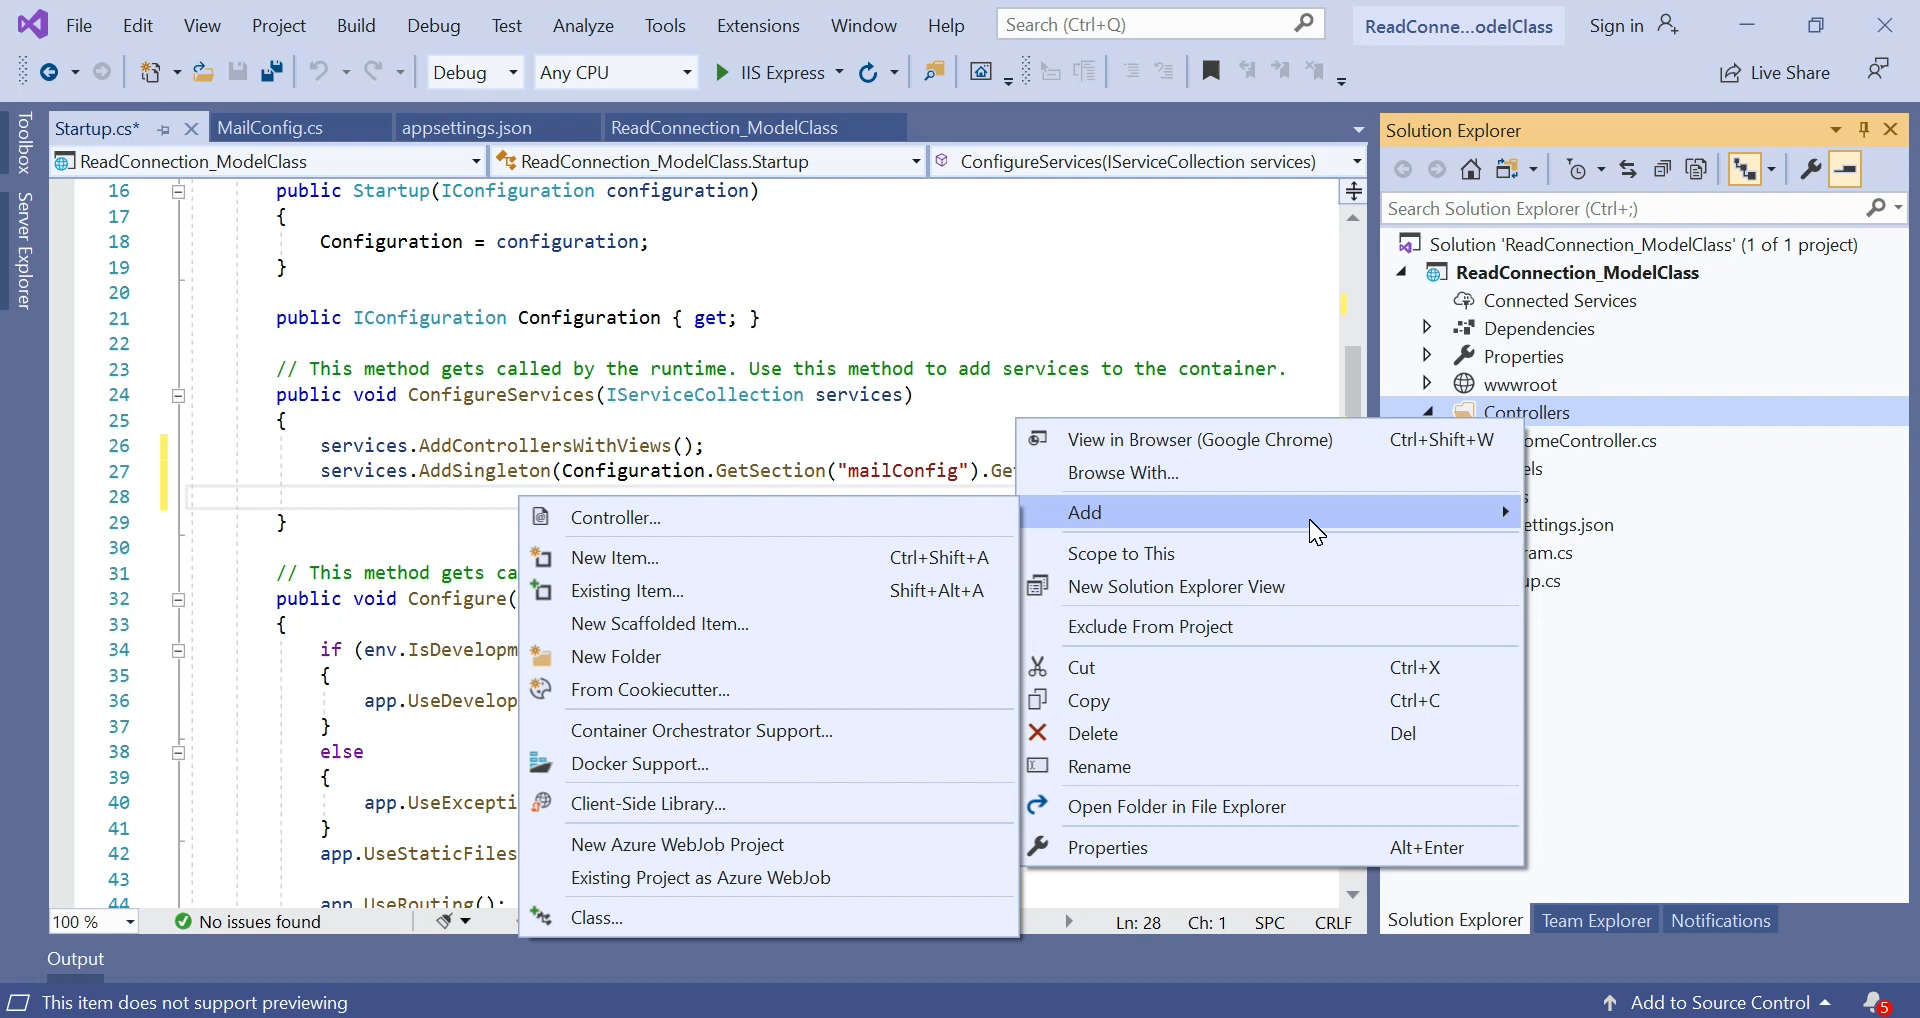 File Edit View Project Build Debug Test Analyze Tools Extensions Window Help Search (Ctrl+Q) ReadConne...odelClass Sign in
Debug Any CPU IIS Express Live Share
Toolbox
Server Explorer
Startup.cs* MailConfig.cs appsettings.json ReadConnection_ModelClass
ReadConnection_ModelClass ReadConnection_ModelClass.Startup ConfigureServices(IServiceCollection services)
16 public Startup(IConfiguration configuration)
17 {
18 Configuration = configuration;
19 }
20
21 public IConfiguration Configuration { get; }
22
23 // This method gets called by the runtime. Use this method to add services to the container.
24 public void ConfigureServices(IServiceCollection services)
25 {
26 services.AddControllersWithViews();
27 services.AddSingleton(Configuration.GetSection("mailConfig").Ge
28
29 }
30
31 // This method gets ca
32 public void Configure(
33 {
34 if (env.IsDevelopm
35 {
36 app.UseDevelop
37 }
38 else
39 {
40 app.UseExcepti
41 }
42 app.UseStaticFiles
43
44 app.UseRouting();
Controller...
New Item... Ctrl+Shift+A
Existing Item... Shift+Alt+A
New Scaffolded Item...
New Folder
From Cookiecutter...
Container Orchestrator Support...
Docker Support...
Client-Side Library...
New Azure WebJob Project
Existing Project as Azure WebJob
Class...
View in Browser (Google Chrome) Ctrl+Shift+W
Browse With...
Add
Scope to This
New Solution Explorer View
Exclude From Project
Cut Ctrl+X
Copy Ctrl+C
Delete Del
Rename
Open Folder in File Explorer
Properties Alt+Enter
Solution Explorer
Search Solution Explorer (Ctrl+;)
Solution 'ReadConnection_ModelClass' (1 of 1 project)
ReadConnection_ModelClass
Connected Services
Dependencies
Properties
wwwroot
Controllers
omeController.cs
els
s
ettings.json
ram.cs
up.cs
100 % No issues found Ln: 28 Ch: 1 SPC CRLF
Solution Explorer Team Explorer Notifications
Output
This item does not support previewing Add to Source Control 5